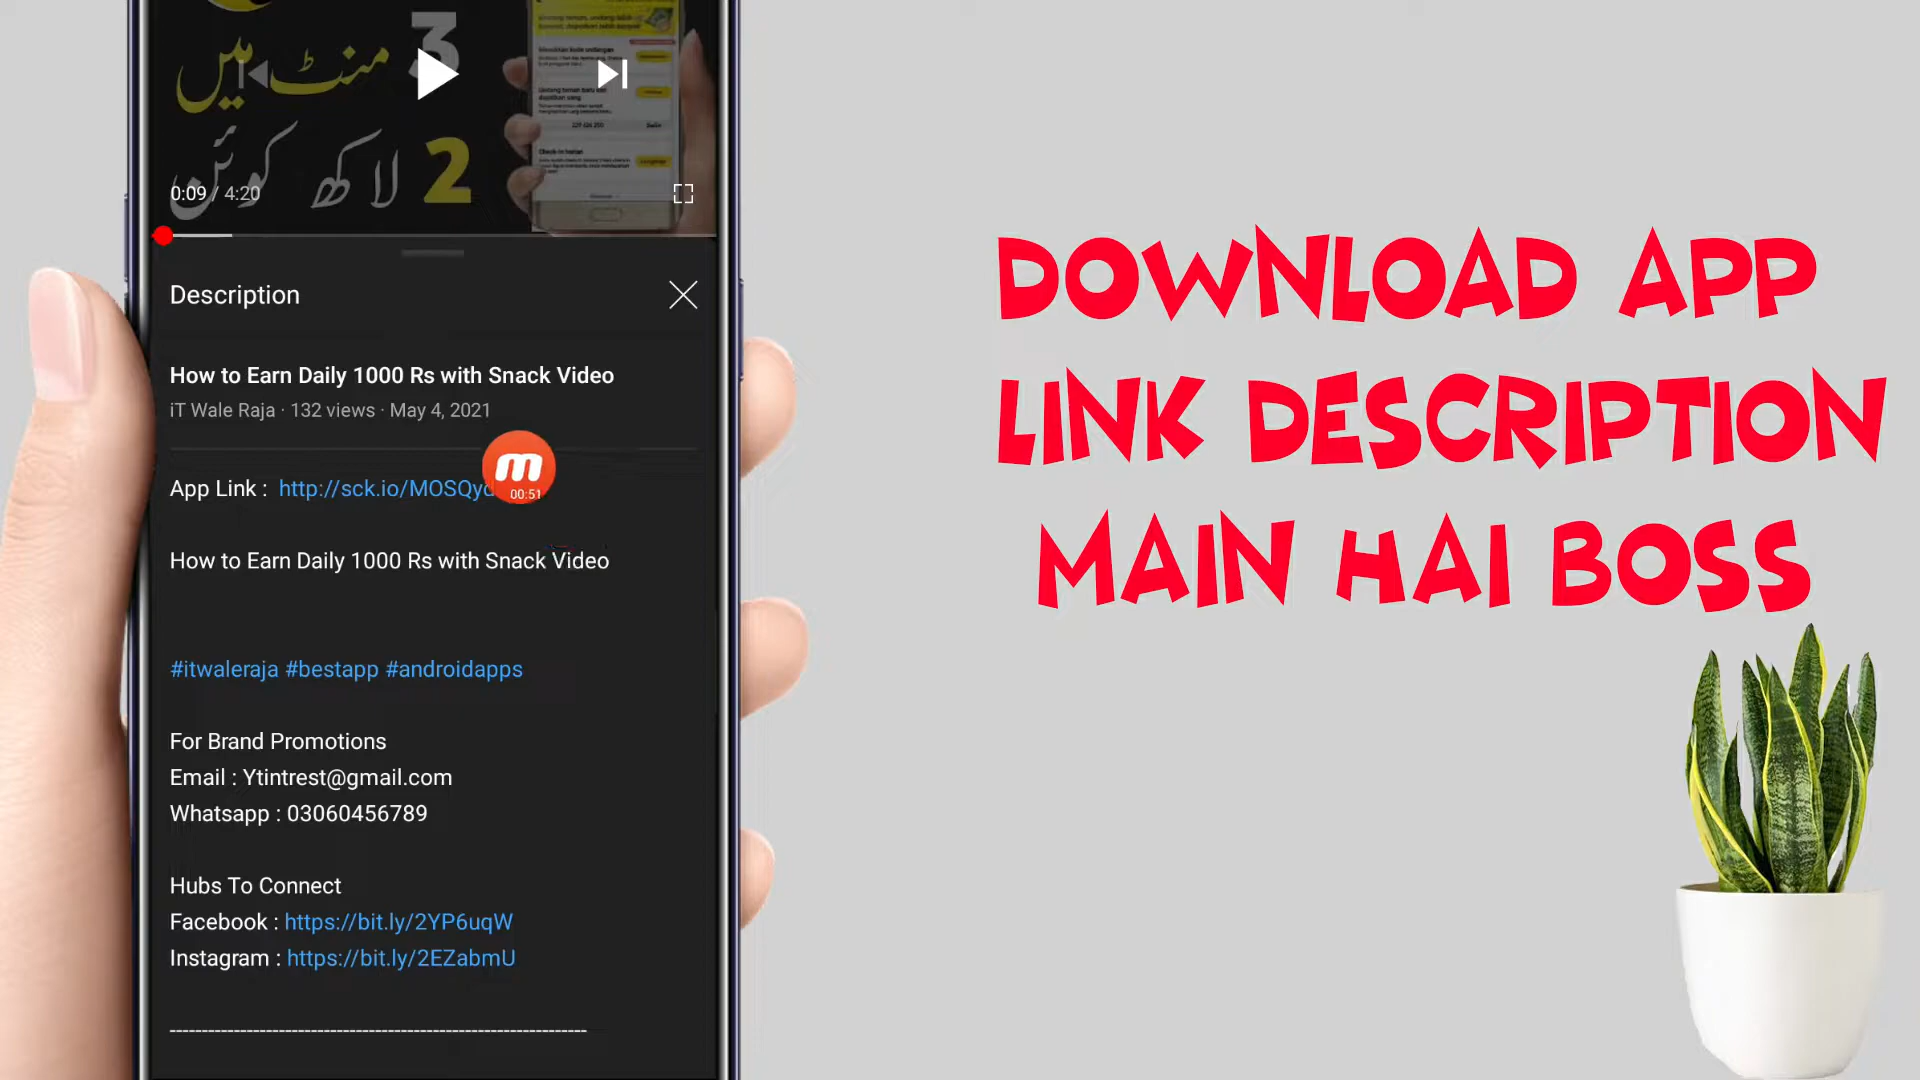 3 منٹ میں
2 لاکھ کوئن
0:09 / 4:20
Description
How to Earn Daily 1000 Rs with Snack Video
iT Wale Raja · 132 views · May 4, 2021
App Link : http://sck.io/MOSQy
m
00:51
How to Earn Daily 1000 Rs with Snack Video
#itwaleraja #bestapp #androidapps
For Brand Promotions
Email : Ytintrest@gmail.com
Whatsapp : 03060456789
Hubs To Connect
Facebook : https://bit.ly/2YP6uqW
Instagram : https://bit.ly/2EZabmU
DOWNLOAD APP
LINK DESCRIPTION
MAIN HAI BOSS